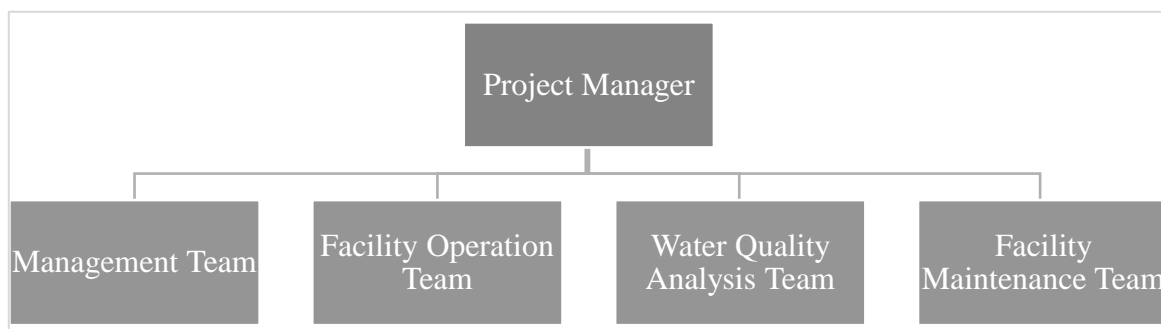 Project Manager
Management Team
Facility Operation
Team
Water Quality
Analysis Team
Facility
Maintenance Team